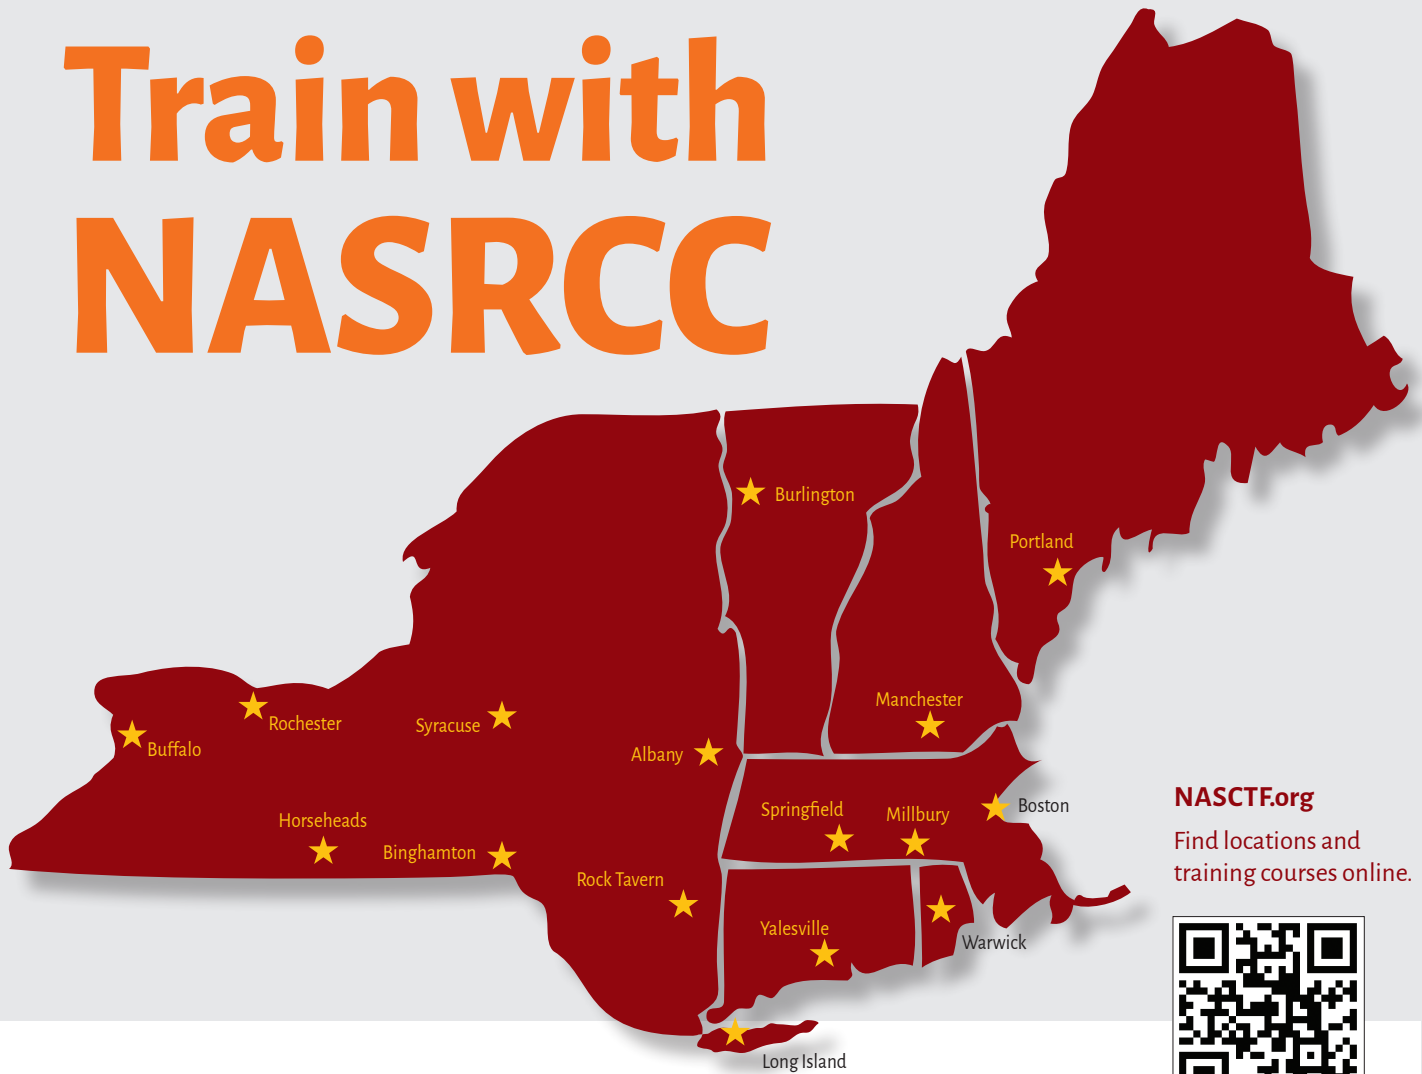 Train with
NASRCC
Burlington
Portland
Manchester
Rochester
Syracuse
Buffalo
Albany
Springfield
Millbury
Boston
Horseheads
Binghamton
Rock Tavern
Yalesville
Warwick
Long Island
NASCTF.org
Find locations and
training courses online.